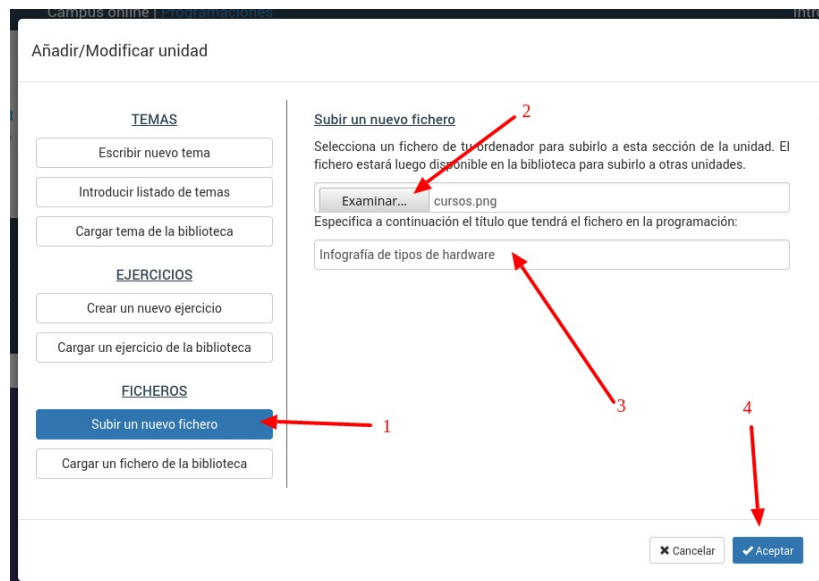 Campus online | Programaciones
Intro
Añadir/Modificar unidad
TEMAS
Escribir nuevo tema
Introducir listado de temas
Cargar tema de la biblioteca
EJERCICIOS
Crear un nuevo ejercicio
Cargar un ejercicio de la biblioteca
FICHEROS
Subir un nuevo fichero
1
Cargar un fichero de la biblioteca
Subir un nuevo fichero
2
Selecciona un fichero de tu ordenador para subirlo a esta sección de la unidad. El
fichero estará luego disponible en la biblioteca para subirlo a otras unidades.
Examinar... cursos.png
Especifica a continuación el título que tendrá el fichero en la programación:
Infografía de tipos de hardware
3
4
Cancelar
Aceptar